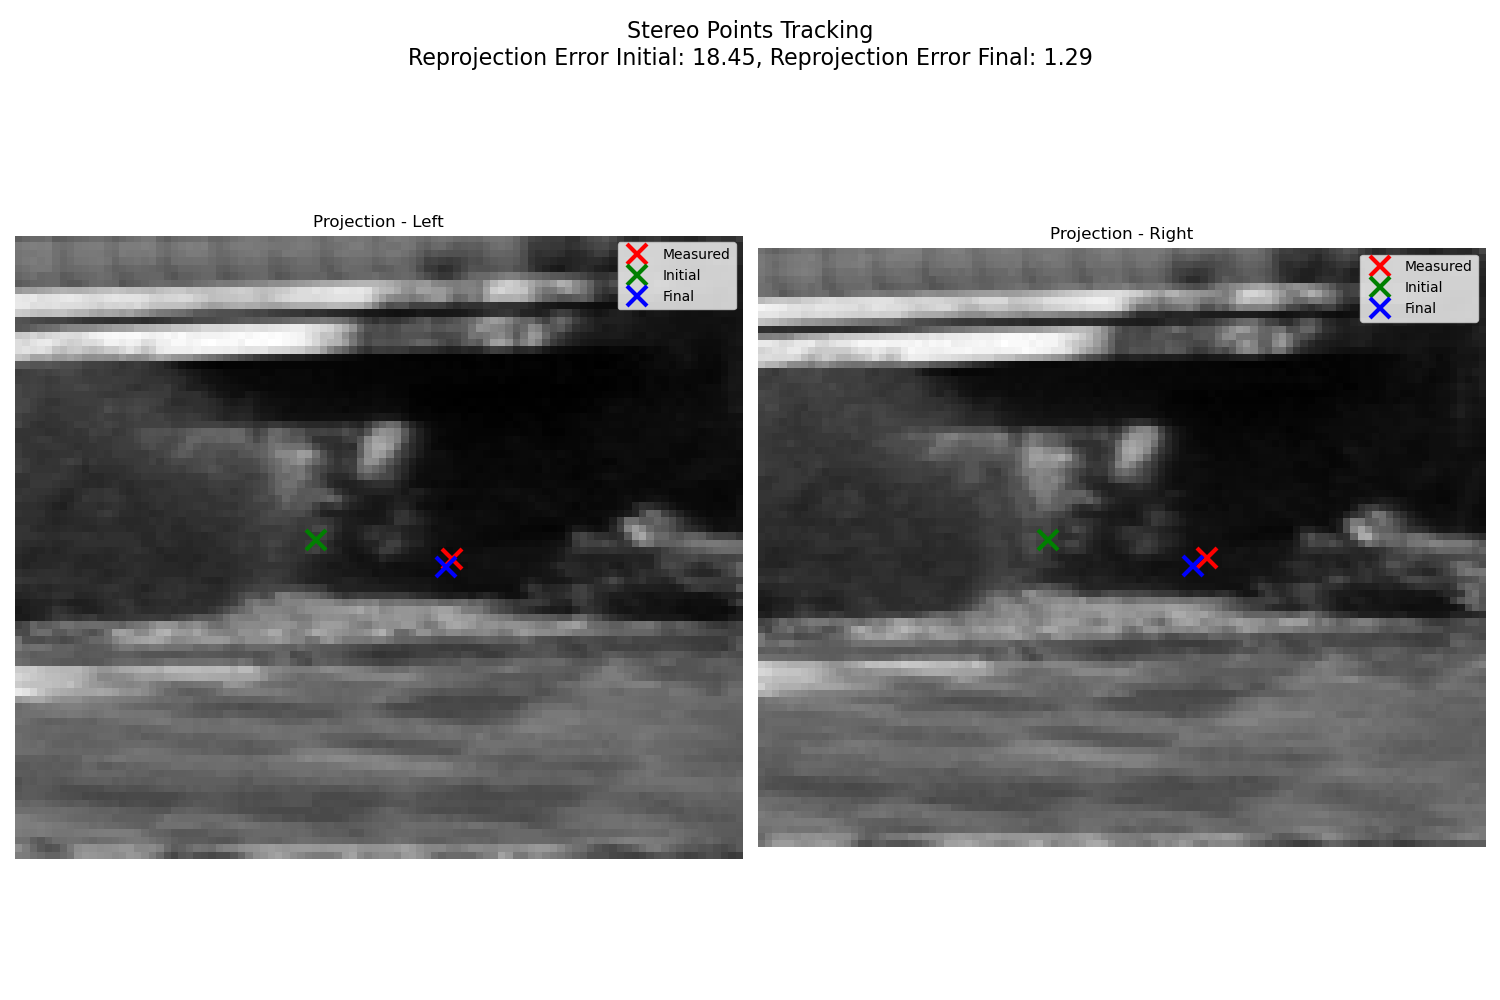 Stereo Points Tracking
Reprojection Error Initial: 18.45, Reprojection Error Final: 1.29
Projection - Left
Measured
Initial
Final
Projection - Right
Measured
Initial
Final